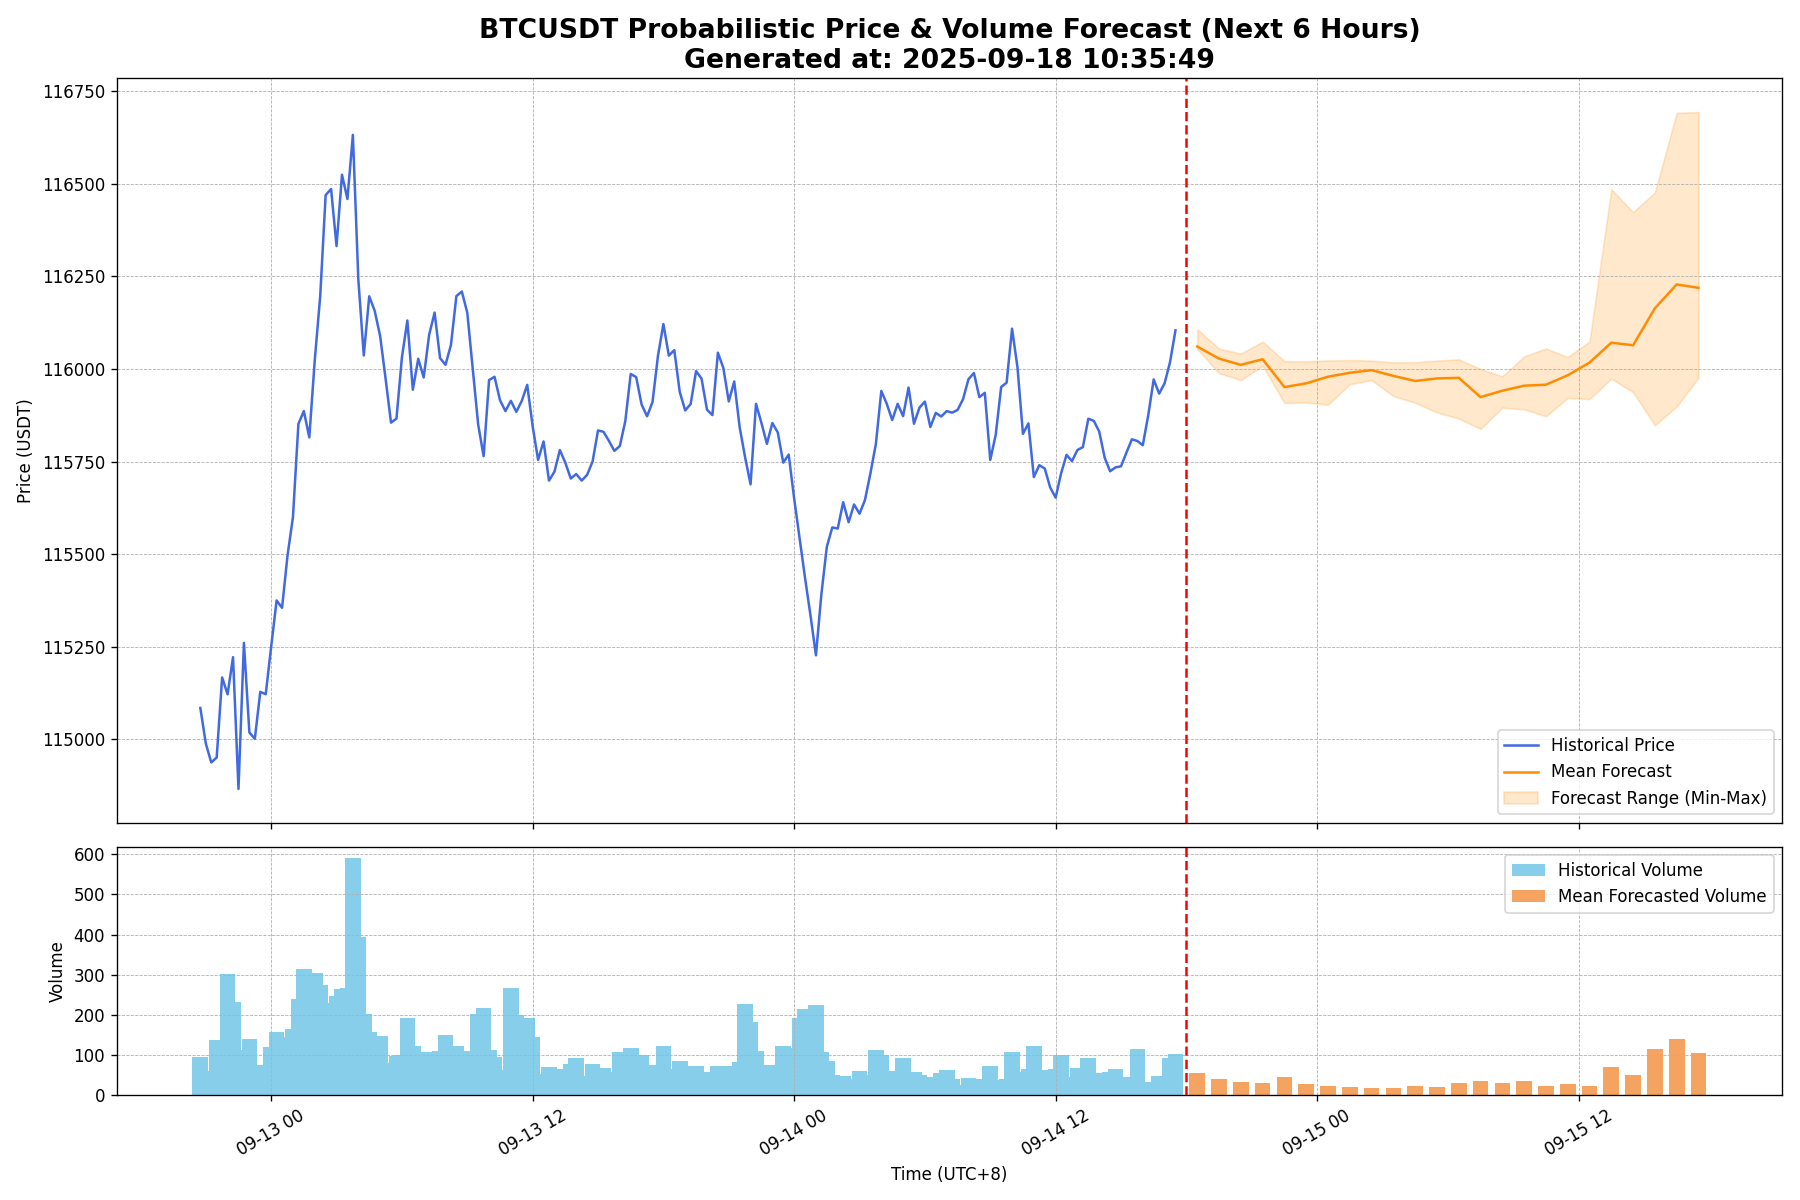 BTCUSDT Probabilistic Price & Volume Forecast (Next 6 Hours)
Generated at: 2025-09-18 10:35:49
116750
116500
116250
116000
115750
115500
115250
115000
Price (USDT)
Historical Price
Mean Forecast
Forecast Range (Min-Max)
600
500
400
300
200
100
0
Volume
Historical Volume
Mean Forecasted Volume
09-13 00
09-13 12
09-14 00
09-14 12
09-15 00
09-15 12
Time (UTC+8)